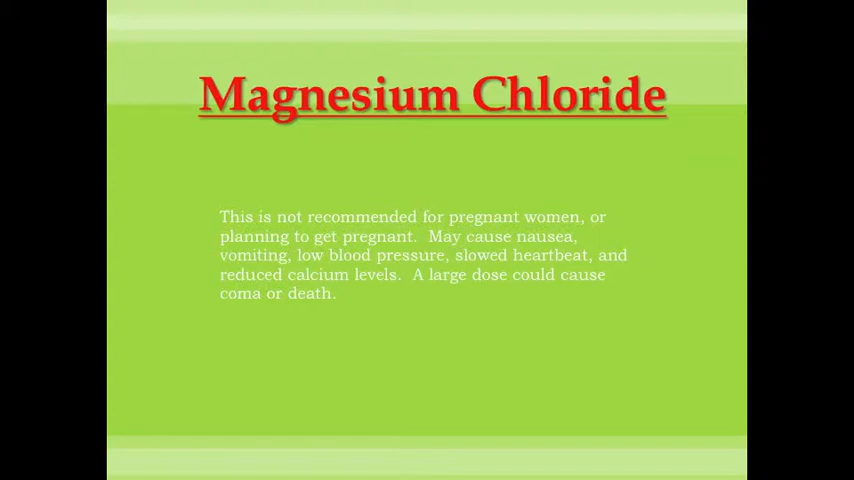 Magnesium Chloride
This is not recommended for pregnant women, or
planning to get pregnant.  May cause nausea,
vomiting, low blood pressure, slowed heartbeat, and
reduced calcium levels.  A large dose could cause
coma or death.